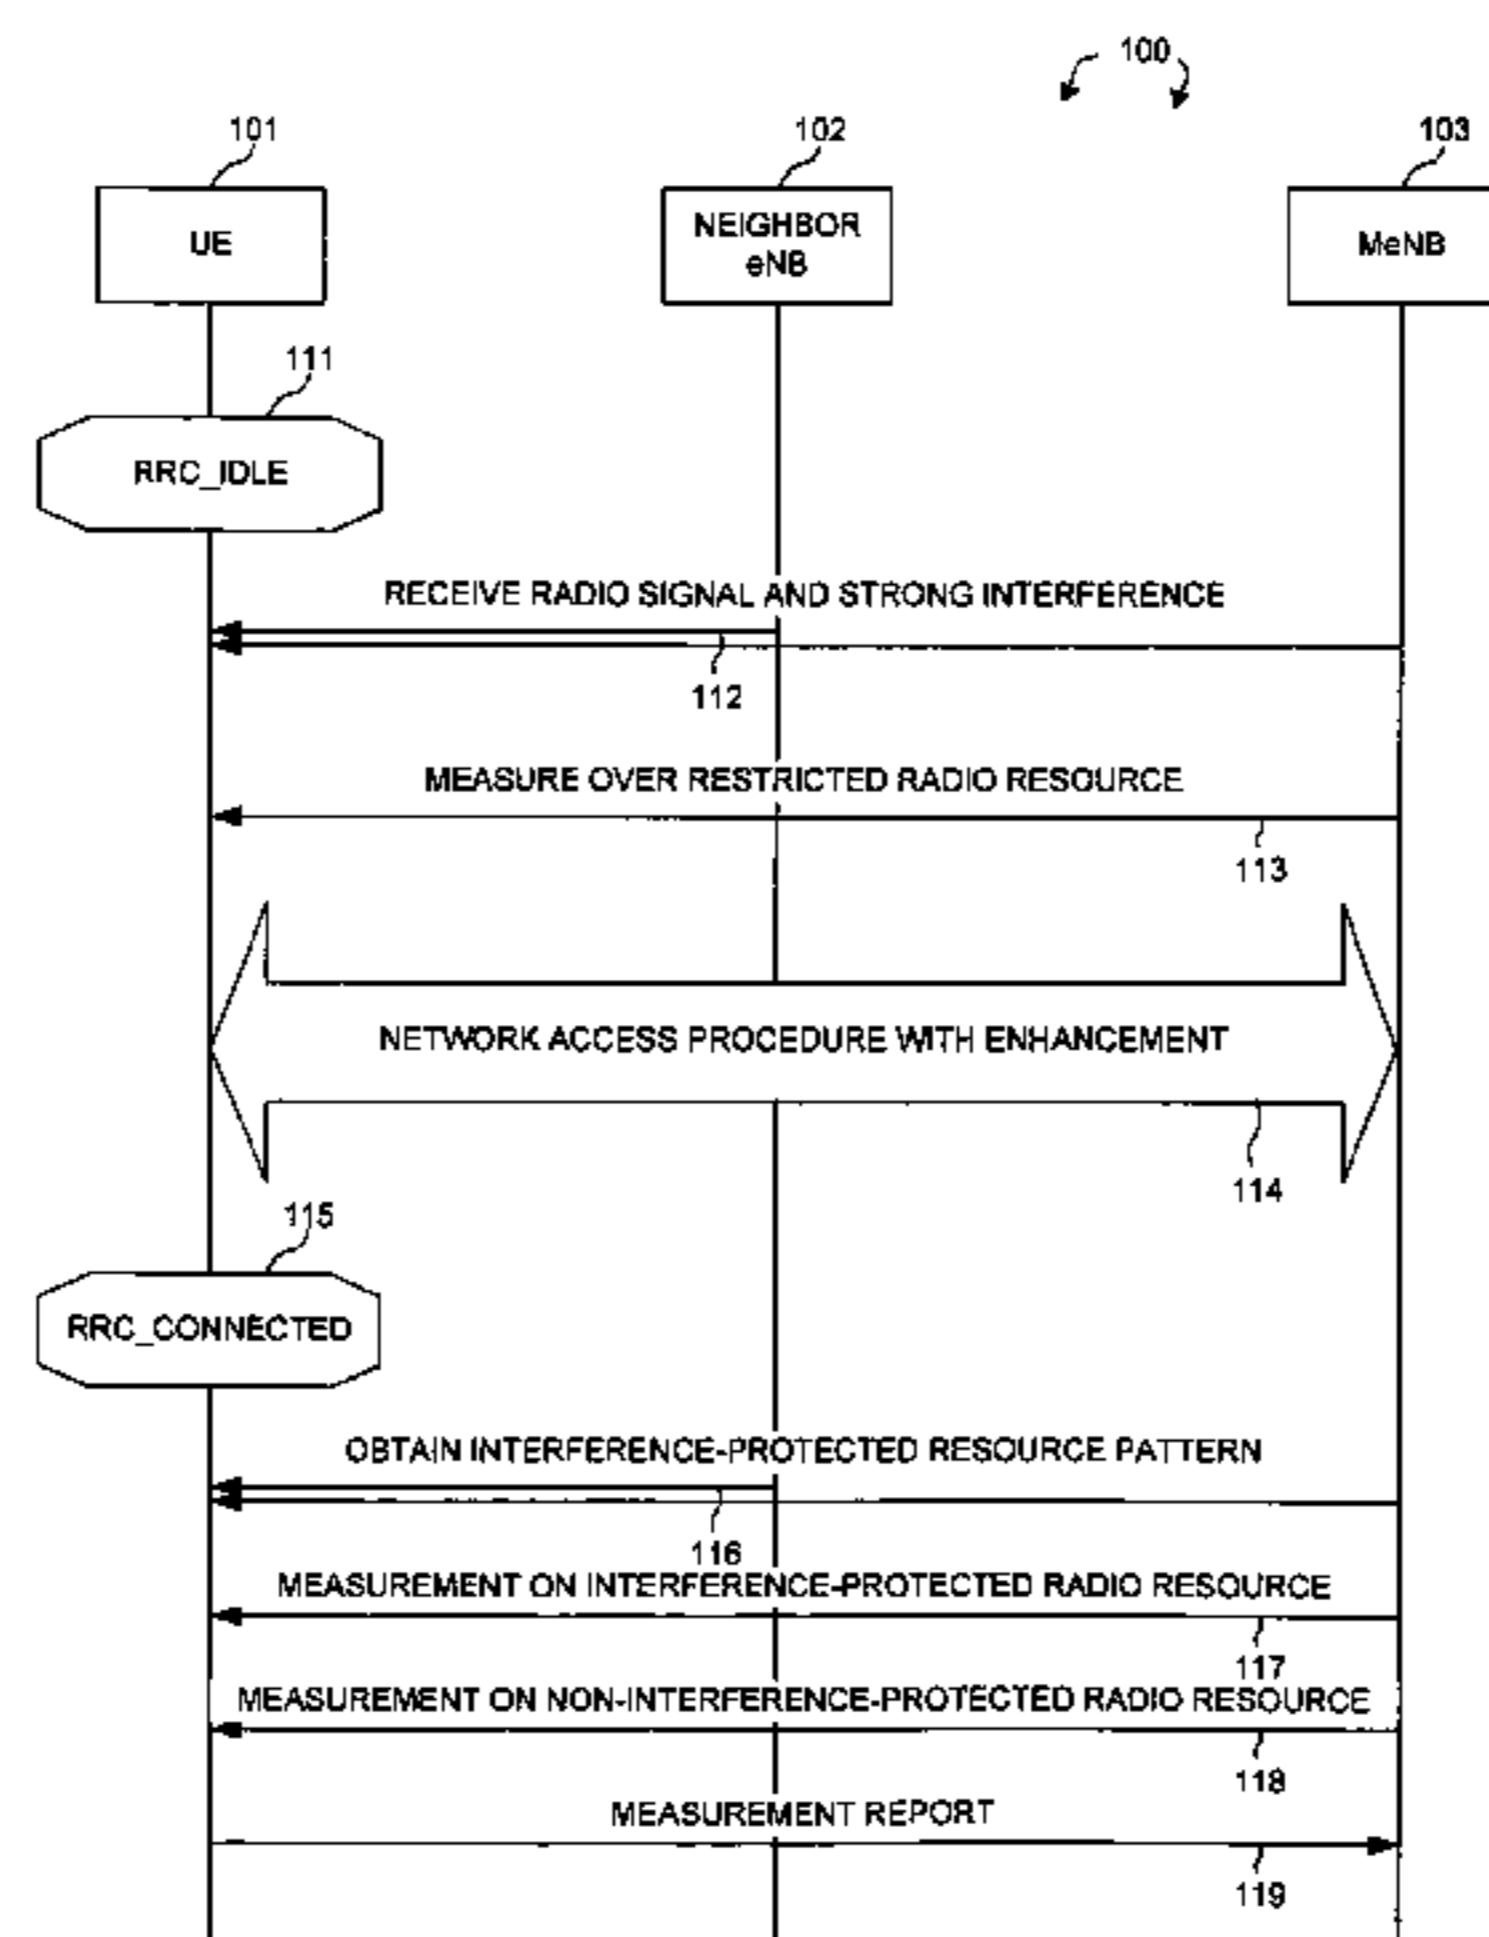 100
101
102
103
UE
NEIGHBOR
eNB
MeNB
111
RRC_IDLE
RECEIVE RADIO SIGNAL AND STRONG INTERFERENCE
112
MEASURE OVER RESTRICTED RADIO RESOURCE
113
NETWORK ACCESS PROCEDURE WITH ENHANCEMENT
114
115
RRC_CONNECTED
OBTAIN INTERFERENCE-PROTECTED RESOURCE PATTERN
116
MEASUREMENT ON INTERFERENCE-PROTECTED RADIO RESOURCE
117
MEASUREMENT ON NON-INTERFERENCE-PROTECTED RADIO RESOURCE
118
MEASUREMENT REPORT
119